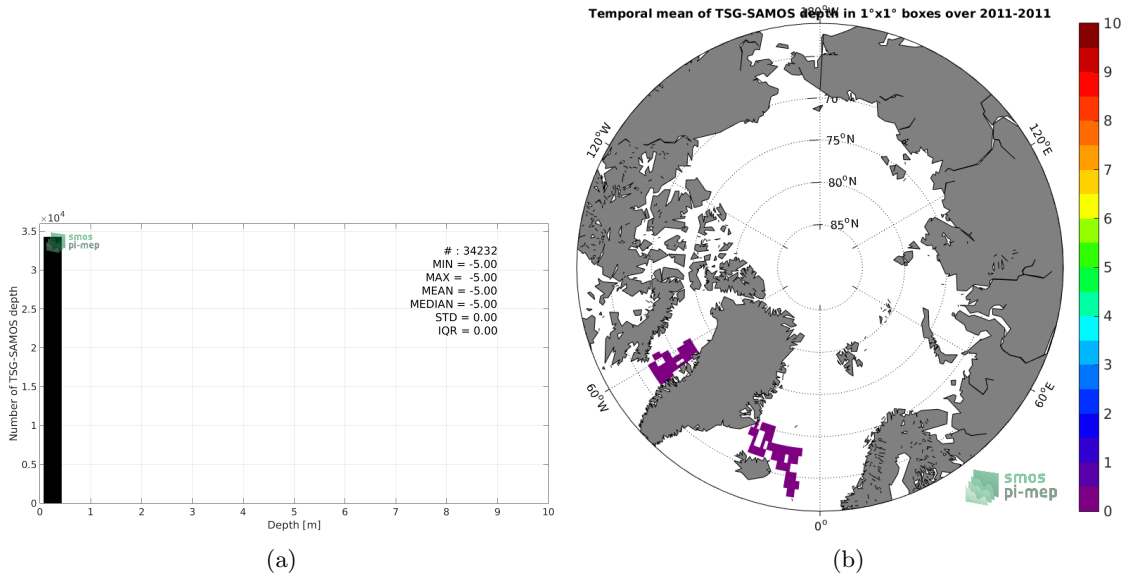 Temporal mean of TSG-SAMOS depth in 1°x1° boxes over 2011-2011
180°W
120°W
120°E
60°W
60°E
0°
70
75°N
80°N
85°N
10
9
8
7
6
5
4
3
2
1
0
smos
pi-mep
×10⁴
3.5
3
2.5
2
1.5
1
0.5
0
Number of TSG-SAMOS depth
smos
pi-mep
# : 34232
MIN = -5.00
MAX = -5.00
MEAN = -5.00
MEDIAN = -5.00
STD = 0.00
IQR = 0.00
0 1 2 3 4 5 6 7 8 9 10
Depth [m]
(a)
(b)